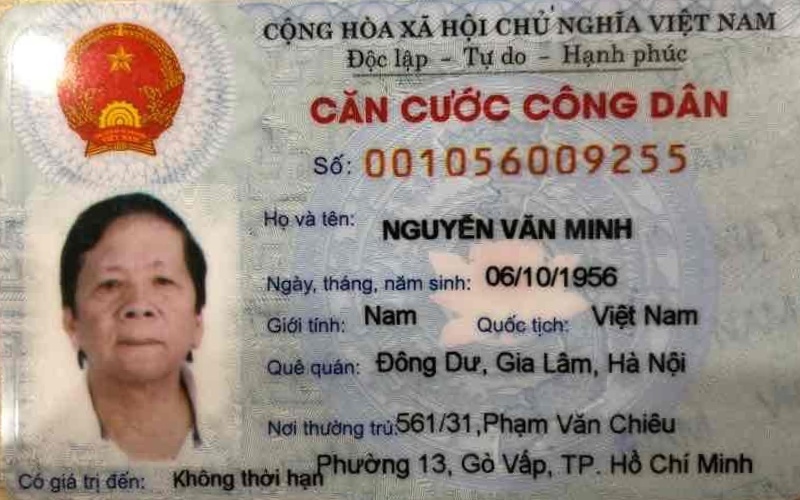 CỘNG HÒA XÃ HỘI CHỦ NGHĨA VIỆT NAM
Độc lập - Tự do - Hạnh phúc
CĂN CƯỚC CÔNG DÂN
Số: 001056009255
Họ và tên: NGUYỄN VĂN MINH
Ngày, tháng, năm sinh: 06/10/1956
Giới tính: Nam Quốc tịch: Việt Nam
Quê quán: Đông Dư, Gia Lâm, Hà Nội
Nơi thường trú: 561/31,Phạm Văn Chiêu
Phường 13, Gò Vấp, TP. Hồ Chí Minh
Có giá trị đến: Không thời hạn